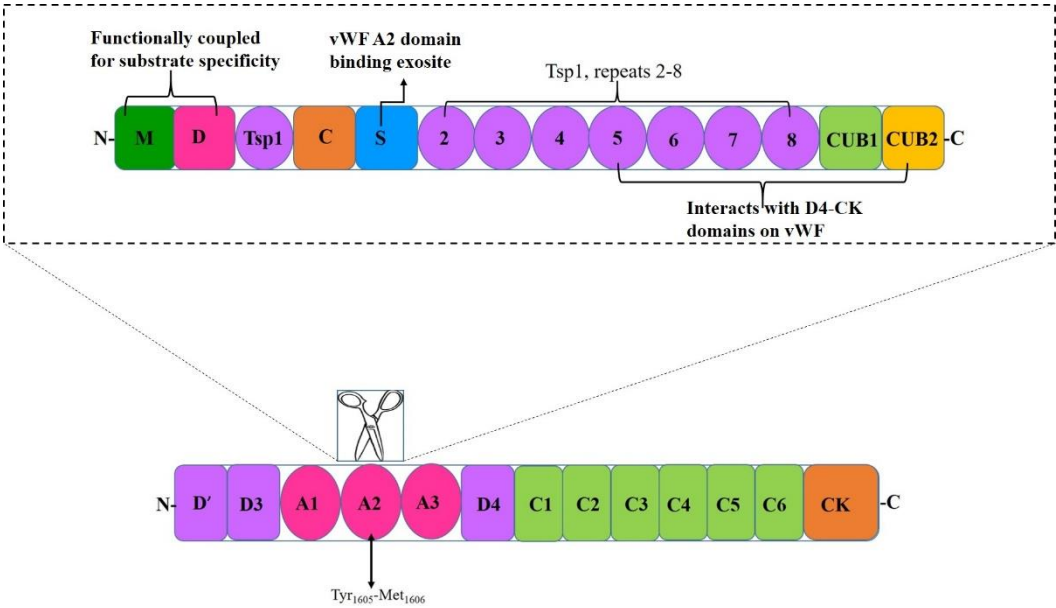 Functionally coupled
for substrate specificity
vWF A2 domain
binding exosite
Tsp1, repeats 2-8
N- M D Tsp1 C S 2 3 4 5 6 7 8 CUB1 CUB2 -C
Interacts with D4-CK
domains on vWF
N- D′ D3 A1 A2 A3 D4 C1 C2 C3 C4 C5 C6 CK -C
Tyr₁₆₀₅-Met₁₆₀₆